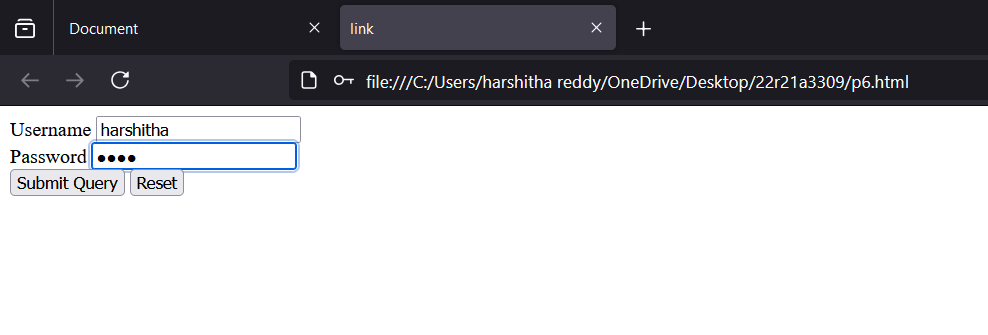 Document link
file:///C:/Users/harshitha reddy/OneDrive/Desktop/22r21a3309/p6.html
Username harshitha
Password ●●●●
Submit Query Reset